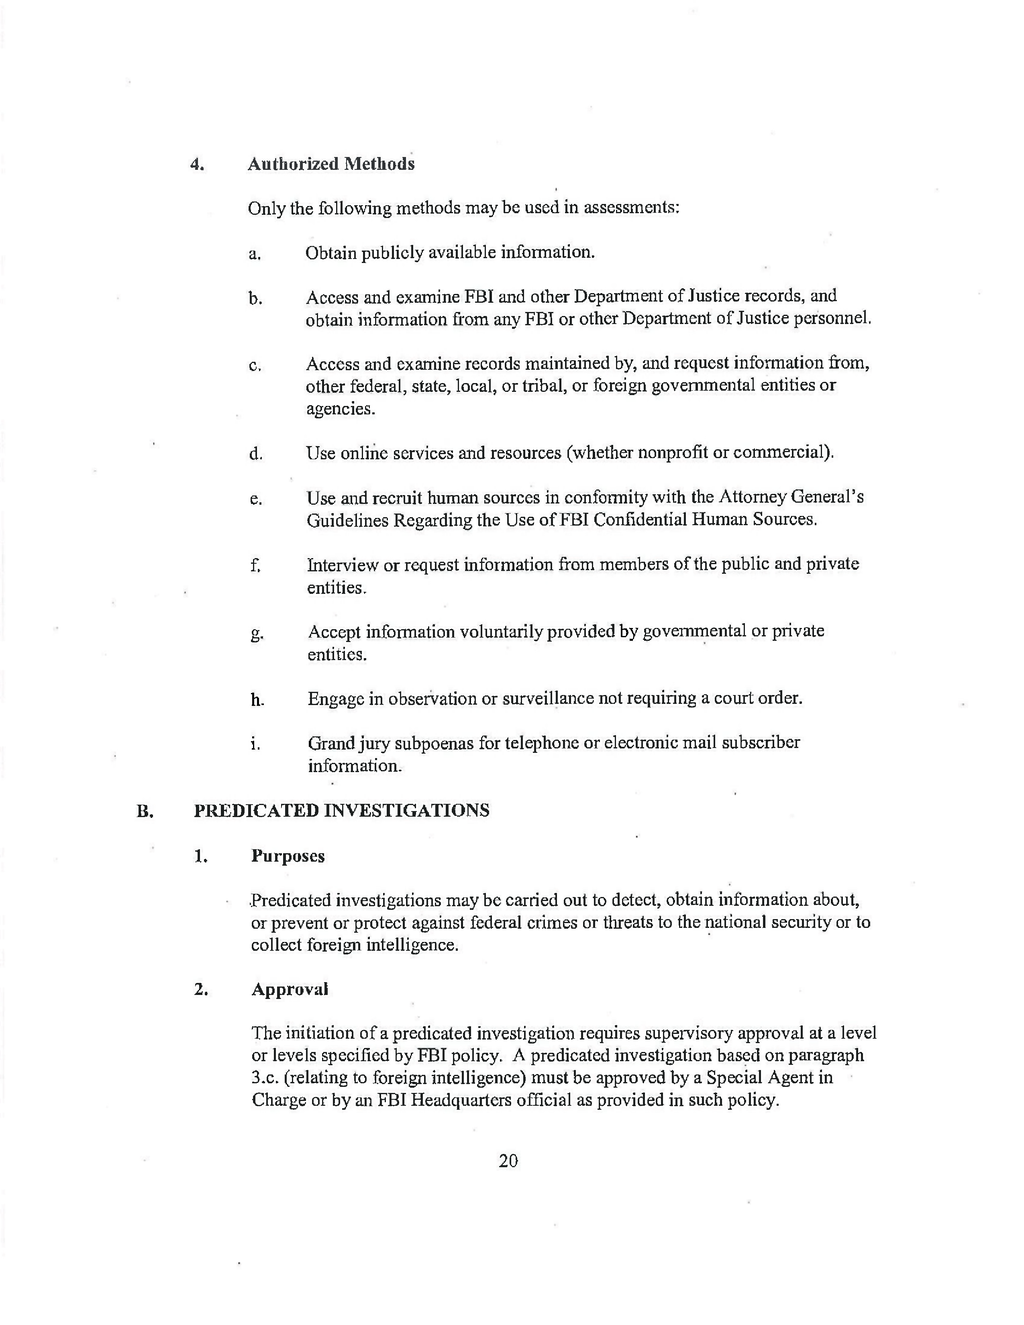 4. Authorized Methods
Only the following methods may be used in assessments:
a. Obtain publicly available information.
b. Access and examine FBI and other Department of Justice records, and
obtain information from any FBI or other Department of Justice personnel.
c. Access and examine records maintained by, and request information from,
other federal, state, local, or tribal, or foreign governmental entities or
agencies.
d. Use online services and resources (whether nonprofit or commercial).
e. Use and recruit human sources in conformity with the Attorney General's
Guidelines Regarding the Use of FBI Confidential Human Sources.
f. Interview or request information from members of the public and private
entities.
g. Accept information voluntarily provided by governmental or private
entities.
h. Engage in observation or surveillance not requiring a court order.
i. Grand jury subpoenas for telephone or electronic mail subscriber
information.
B. PREDICATED INVESTIGATIONS
1. Purposes
Predicated investigations may be carried out to detect, obtain information about,
or prevent or protect against federal crimes or threats to the national security or to
collect foreign intelligence.
2. Approval
The initiation of a predicated investigation requires supervisory approval at a level
or levels specified by FBI policy. A predicated investigation based on paragraph
3.c. (relating to foreign intelligence) must be approved by a Special Agent in
Charge or by an FBI Headquarters official as provided in such policy.
20